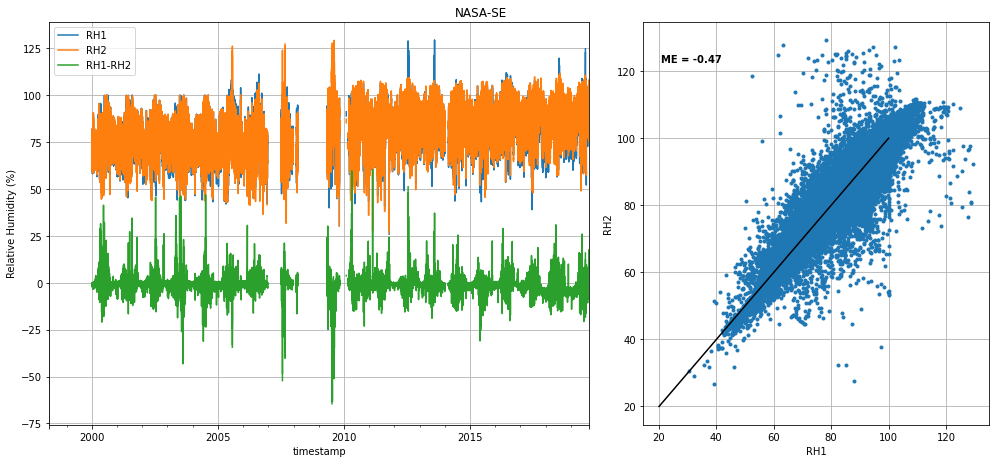 NASA-SE
RH1
RH2
RH1-RH2
Relative Humidity (%)
125
100
75
50
25
0
−25
−50
−75
2000
2005
2010
2015
timestamp
ME = -0.47
RH2
120
100
80
60
40
20
20
40
60
80
100
120
RH1